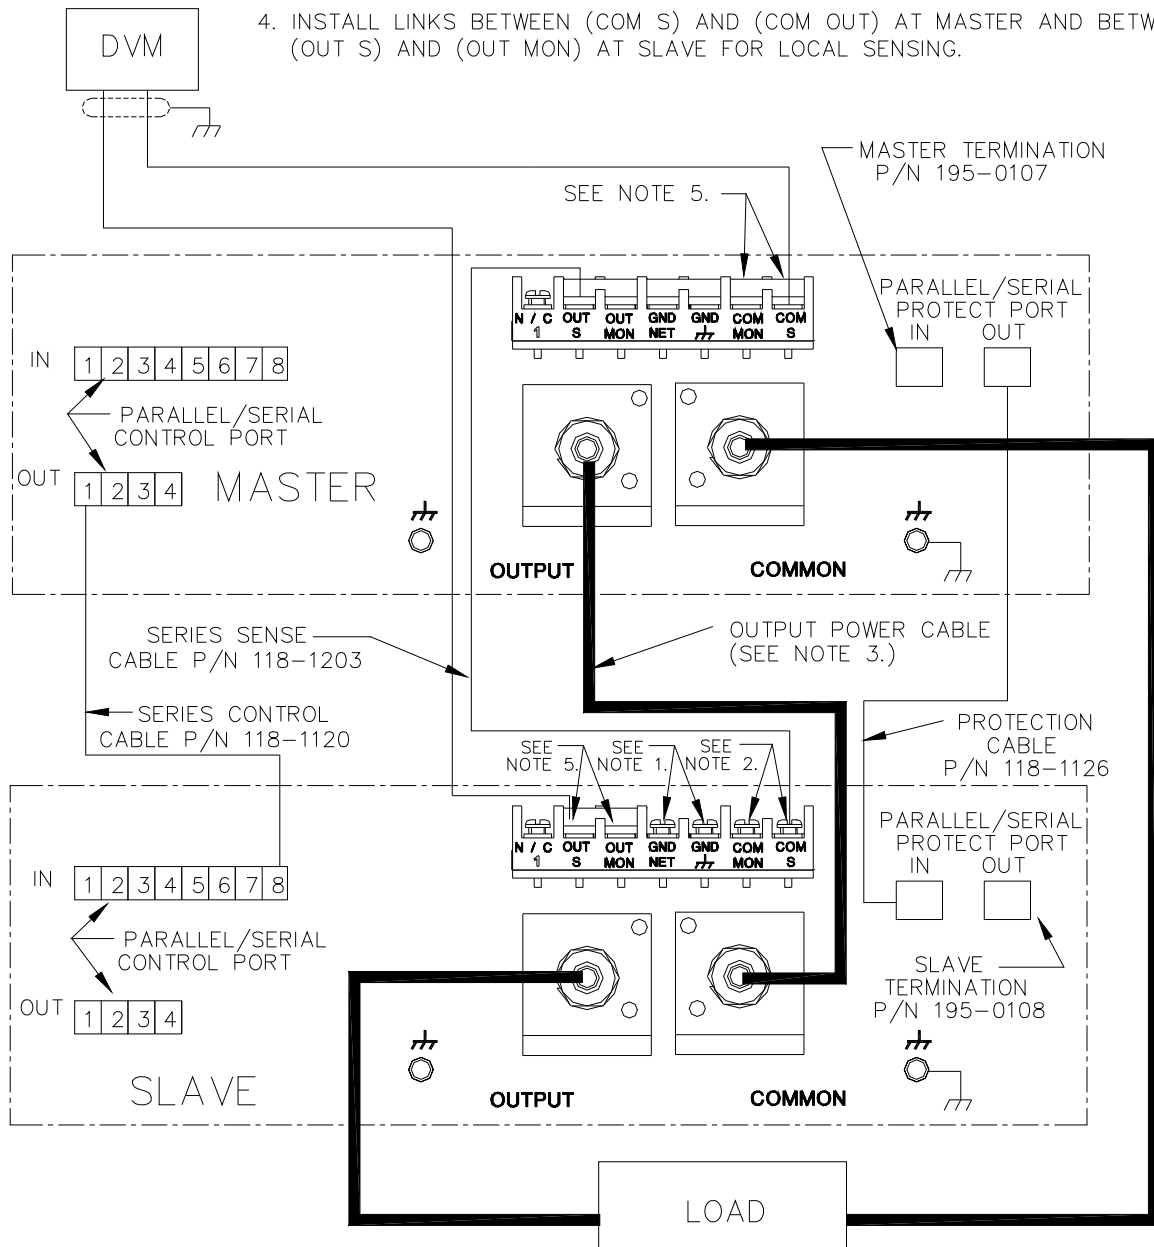 DVM
4. INSTALL LINKS BETWEEN (COM S) AND (COM OUT) AT MASTER AND BETW
(OUT S) AND (OUT MON) AT SLAVE FOR LOCAL SENSING.
MASTER TERMINATION
P/N 195-0107
SEE NOTE 5.
N / C 1
OUT S
OUT MON
GND NET
GND
COM MON
COM S
PARALLEL/SERIAL
PROTECT PORT
IN OUT
IN 1 2 3 4 5 6 7 8
PARALLEL/SERIAL
CONTROL PORT
OUT 1 2 3 4
MASTER
OUTPUT
COMMON
SERIES SENSE
CABLE P/N 118-1203
OUTPUT POWER CABLE
(SEE NOTE 3.)
SERIES CONTROL
CABLE P/N 118-1120
PROTECTION
CABLE
P/N 118-1126
SEE
NOTE 5.
SEE
NOTE 1.
SEE
NOTE 2.
N / C 1
OUT S
OUT MON
GND NET
GND
COM MON
COM S
PARALLEL/SERIAL
PROTECT PORT
IN OUT
IN 1 2 3 4 5 6 7 8
PARALLEL/SERIAL
CONTROL PORT
OUT 1 2 3 4
SLAVE
TERMINATION
P/N 195-0108
SLAVE
OUTPUT
COMMON
LOAD